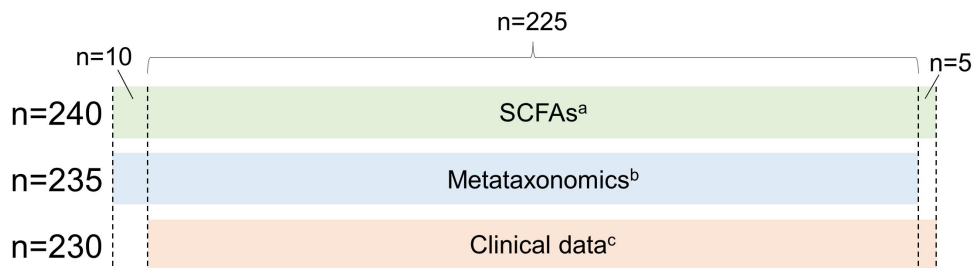 n=225
n=10
n=5
n=240
SCFAsᵃ
n=235
Metataxonomicsᵇ
n=230
Clinical dataᶜ